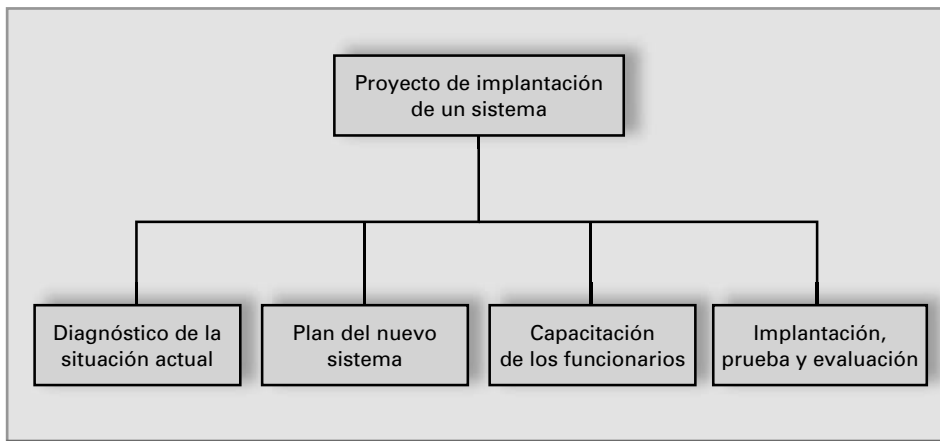 Proyecto de implantación
de un sistema
Diagnóstico de la
situación actual
Plan del nuevo
sistema
Capacitación
de los funcionarios
Implantación,
prueba y evaluación